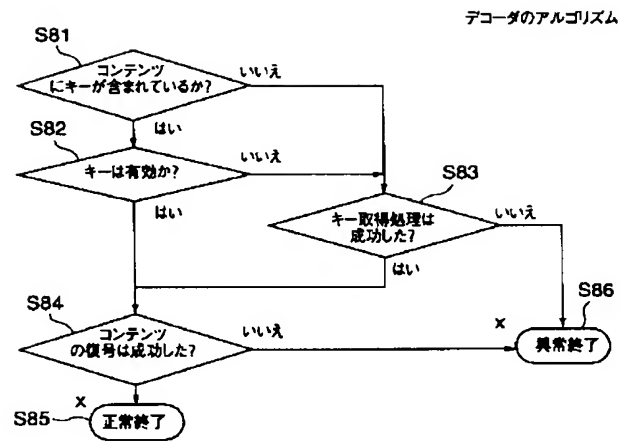 デコーダのアルゴリズム
S81
コンテンツ
にキーが含まれているか?
いいえ
はい
S82
キーは有効か?
いいえ
はい
S83
キー取得処理は
成功した?
いいえ
はい
S84
コンテンツ
の復号は成功した?
いいえ
x
S86
異常終了
x
S85
正常終了